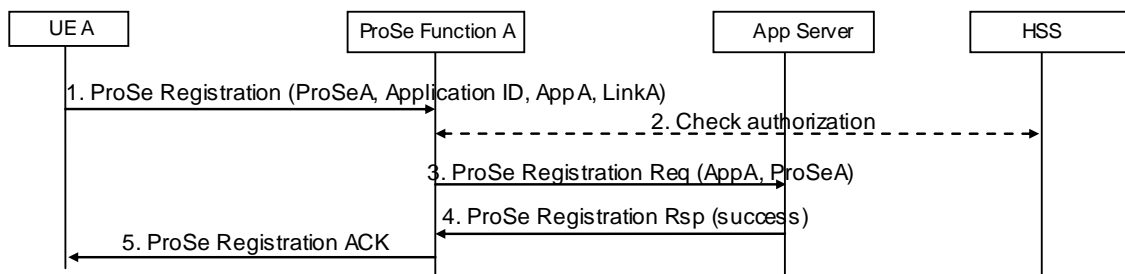 UE A
ProSe Function A
App Server
HSS
1. ProSe Registration (ProSeA, Application ID, AppA, LinkA)
2. Check authorization
3. ProSe Registration Req (AppA, ProSeA)
4. ProSe Registration Rsp (success)
5. ProSe Registration ACK